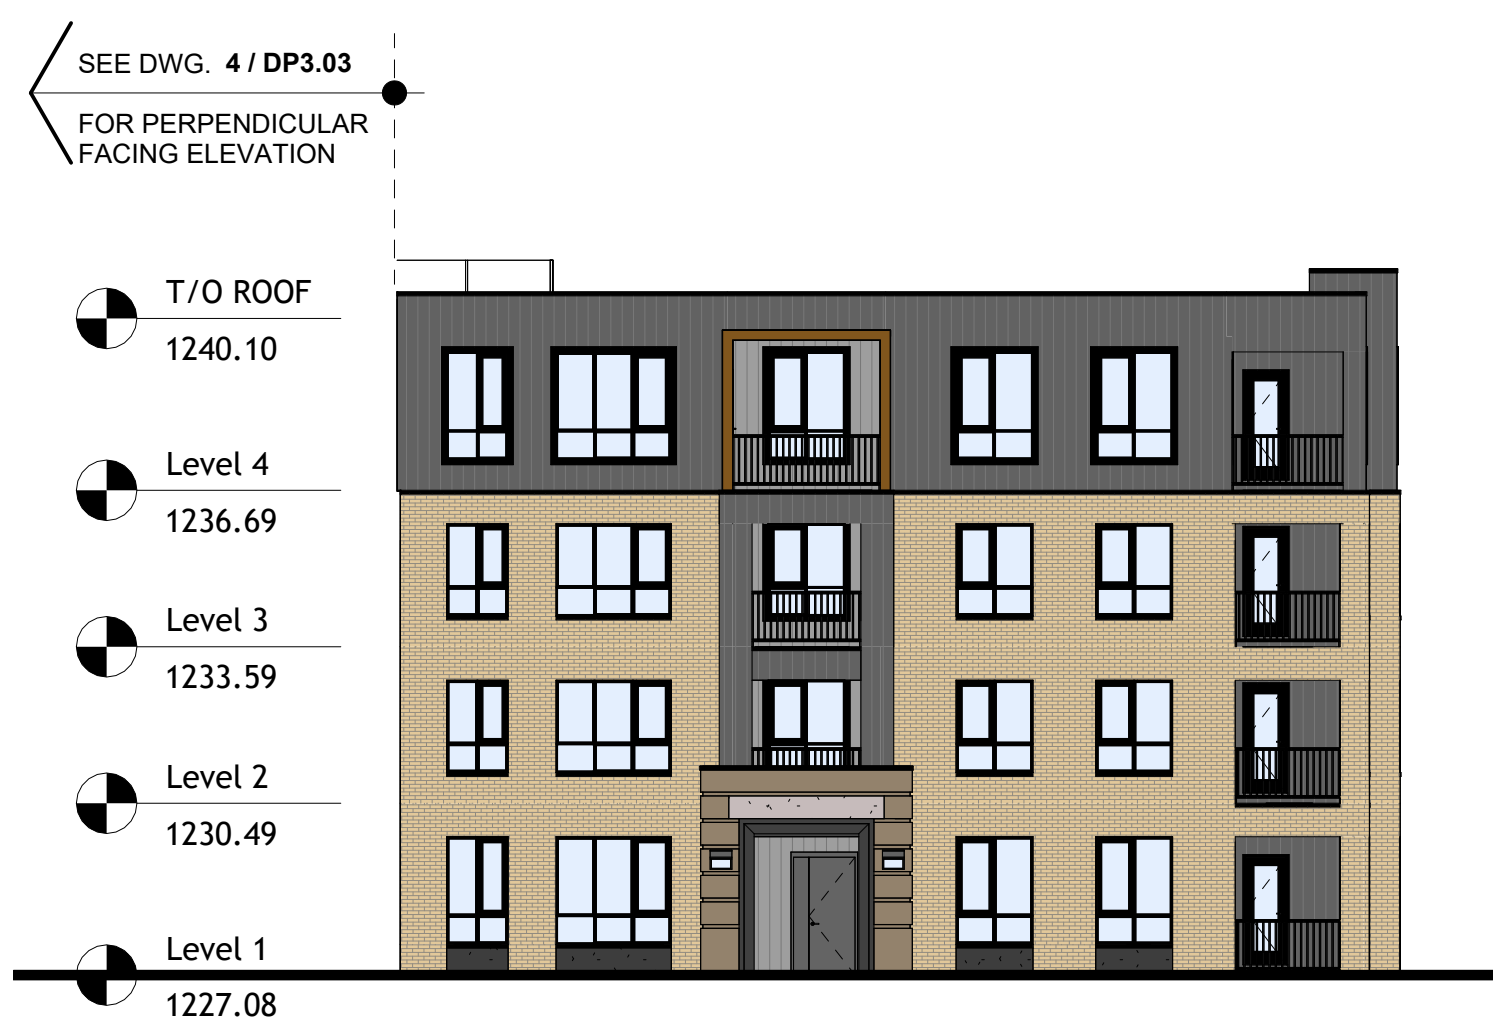 SEE DWG. 4 / DP3.03
FOR PERPENDICULAR
FACING ELEVATION
T/O ROOF
1240.10
Level 4
1236.69
Level 3
1233.59
Level 2
1230.49
Level 1
1227.08